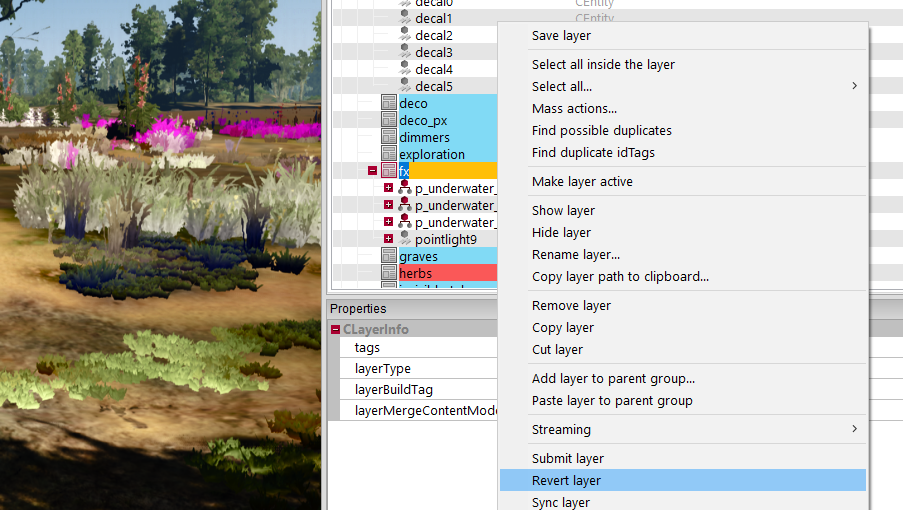 decal0 CEntity
decal1 CEntity
decal2
decal3
decal4
decal5
deco
deco_px
dimmers
exploration
fx
p_underwater_
p_underwater_
p_underwater_
pointlight9
graves
herbs
Properties
CLayerInfo
tags
layerType
layerBuildTag
layerMergeContentMode
Save layer
Select all inside the layer
Select all...
Mass actions...
Find possible duplicates
Find duplicate idTags
Make layer active
Show layer
Hide layer
Rename layer...
Copy layer path to clipboard...
Remove layer
Copy layer
Cut layer
Add layer to parent group...
Paste layer to parent group
Streaming
Submit layer
Revert layer
Sync layer